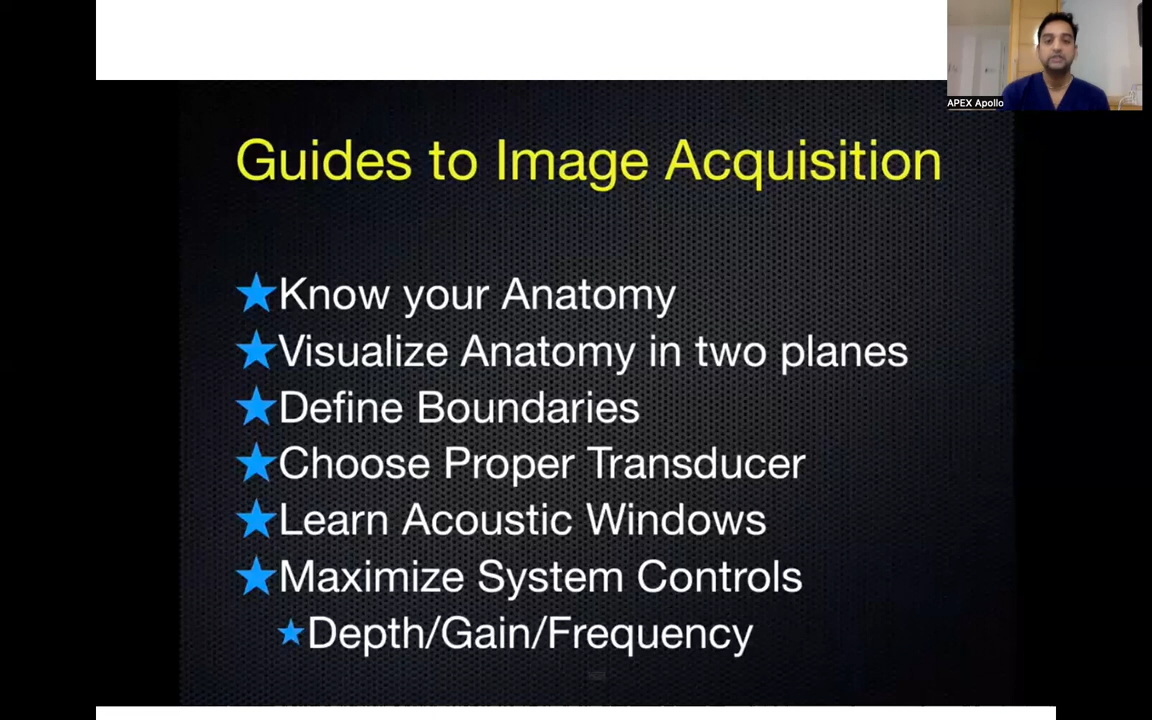 APEX Apollo
Guides to Image Acquisition
Know your Anatomy
Visualize Anatomy in two planes
Define Boundaries
Choose Proper Transducer
Learn Acoustic Windows
Maximize System Controls
Depth/Gain/Frequency